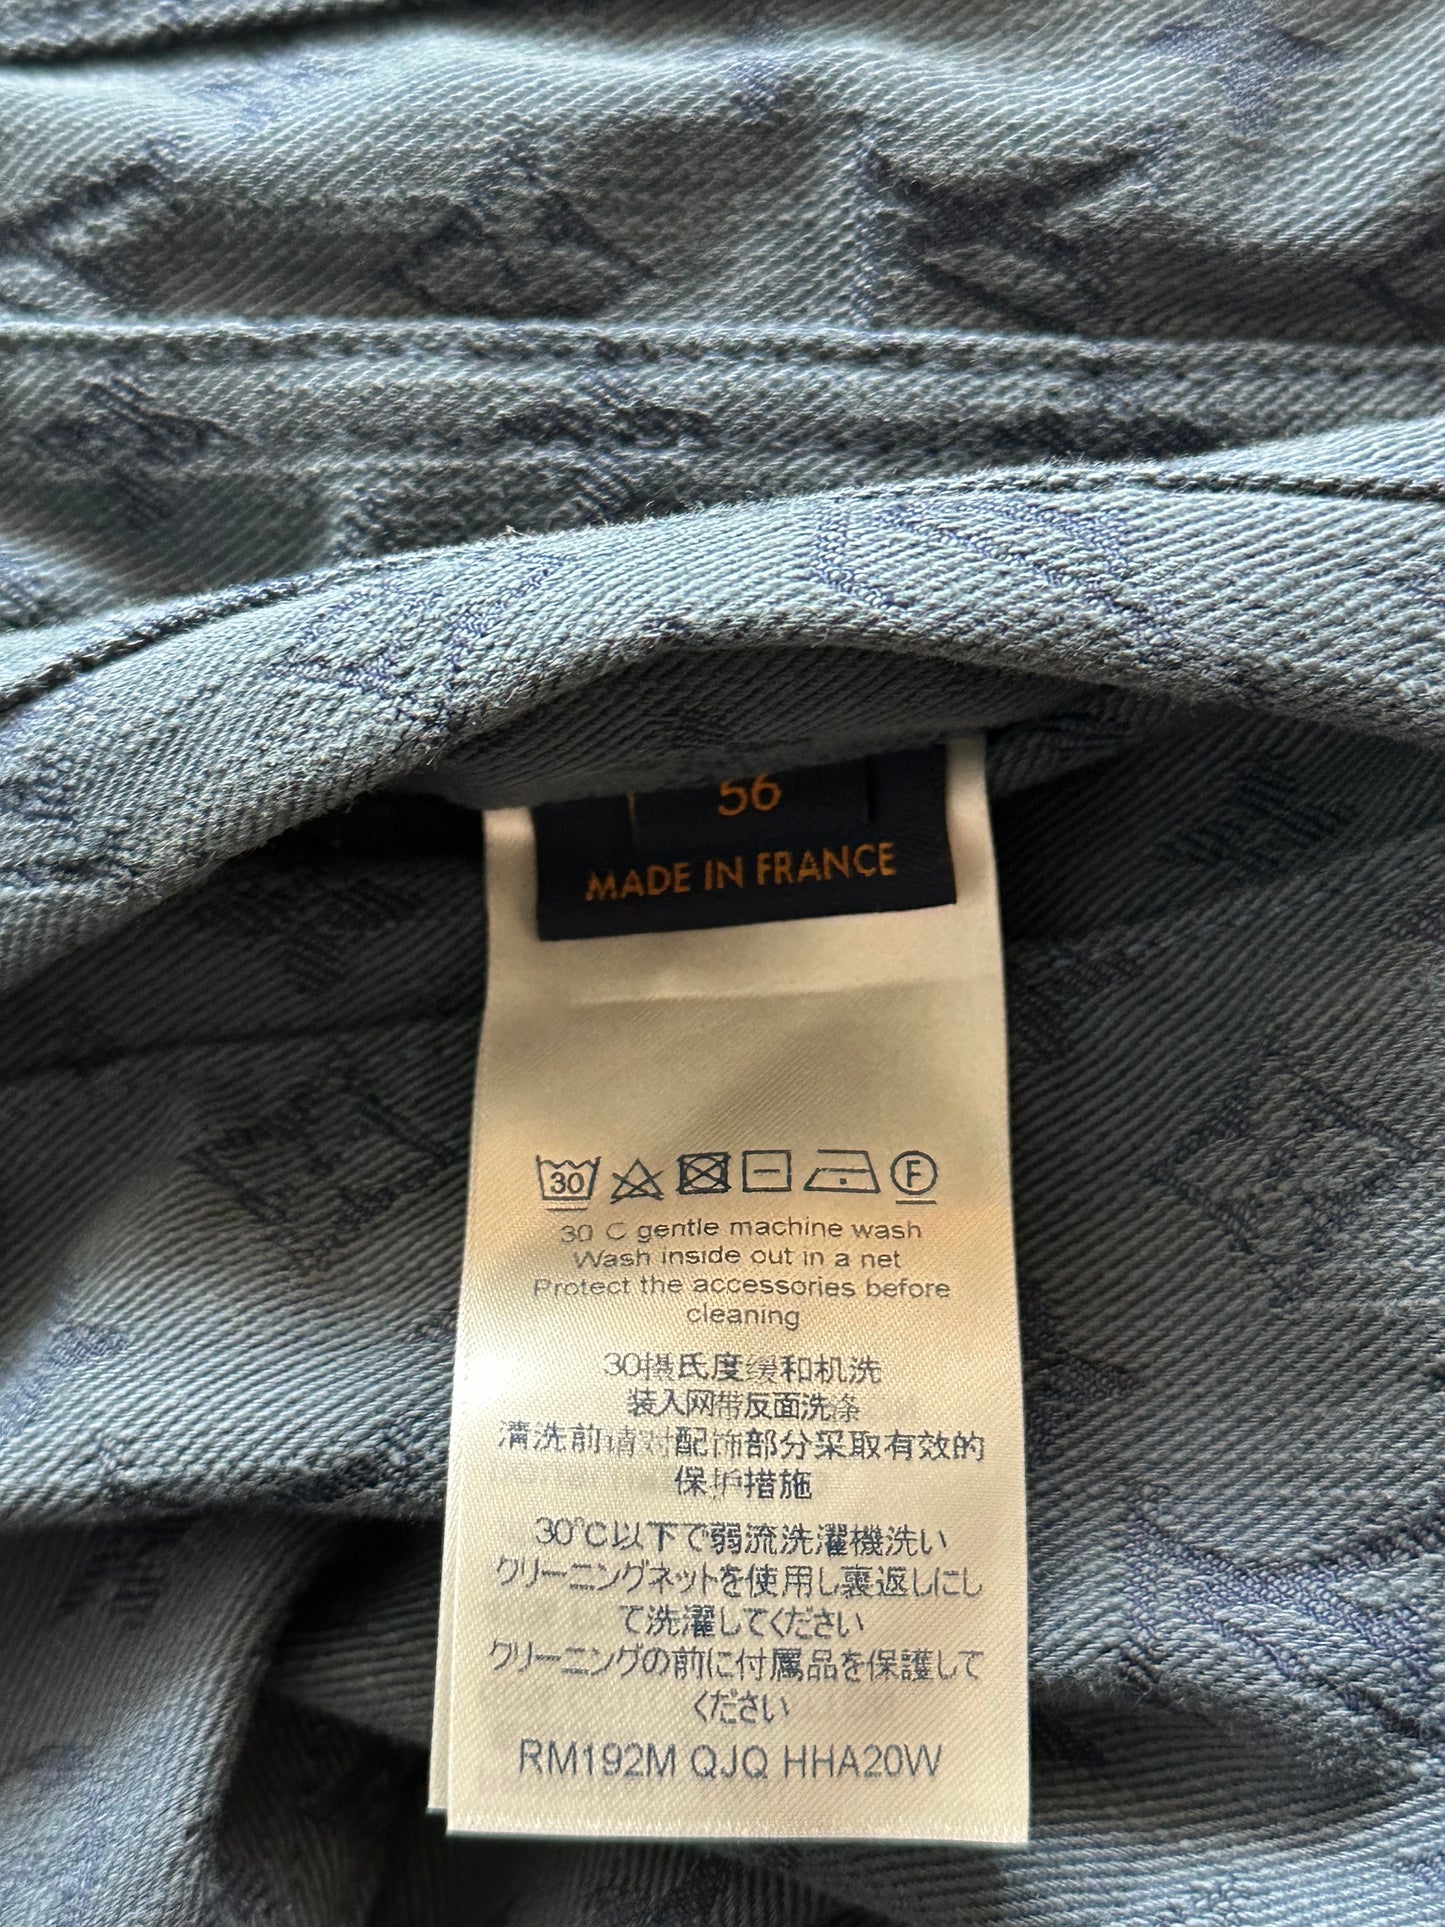 56
MADE IN FRANCE
30 F
30 C gentle machine wash
Wash inside out in a net
Protect the accessories before
cleaning
30摄氏度缓和机洗
装入网带反面洗涤
清洗前请对配饰部分采取有效的
保护措施
30°C以下で弱流洗濯機洗い
クリーニングネットを使用し裏返しにし
て洗濯してください
クリーニングの前に付属品を保護して
ください
RM192M QJQ HHA20W